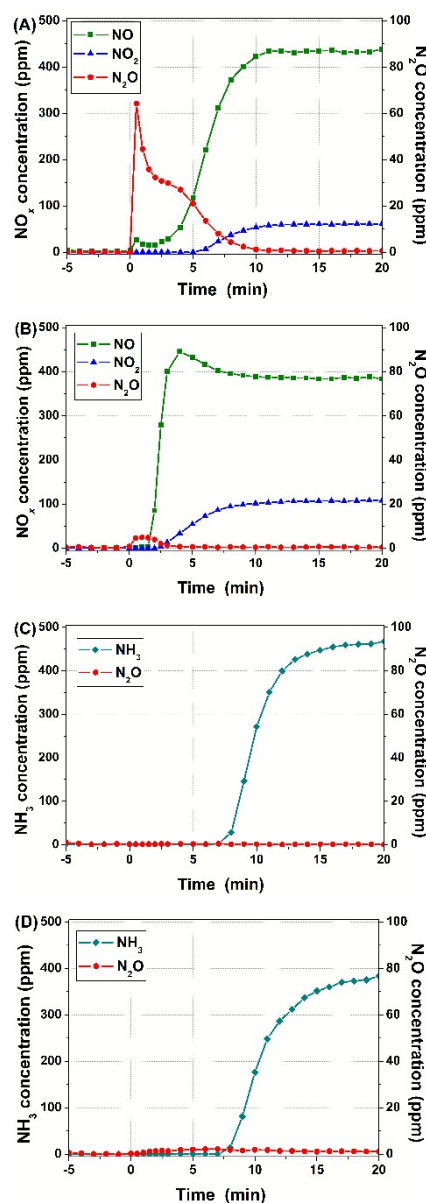 (A)
500
400
300
200
100
0
NOx concentration (ppm)
NO
NO2
N2O
100
80
60
40
20
0
N2O concentration (ppm)
-5 0 5 10 15 20
Time (min)
(B)
500
400
300
200
100
0
NOx concentration (ppm)
NO
NO2
N2O
100
80
60
40
20
0
N2O concentration (ppm)
-5 0 5 10 15 20
Time (min)
(C)
500
400
300
200
100
0
NH3 concentration (ppm)
NH3
N2O
100
80
60
40
20
0
N2O concentration (ppm)
-5 0 5 10 15 20
Time (min)
(D)
500
400
300
200
100
0
NH3 concentration (ppm)
NH3
N2O
100
80
60
40
20
0
N2O concentration (ppm)
-5 0 5 10 15 20
Time (min)